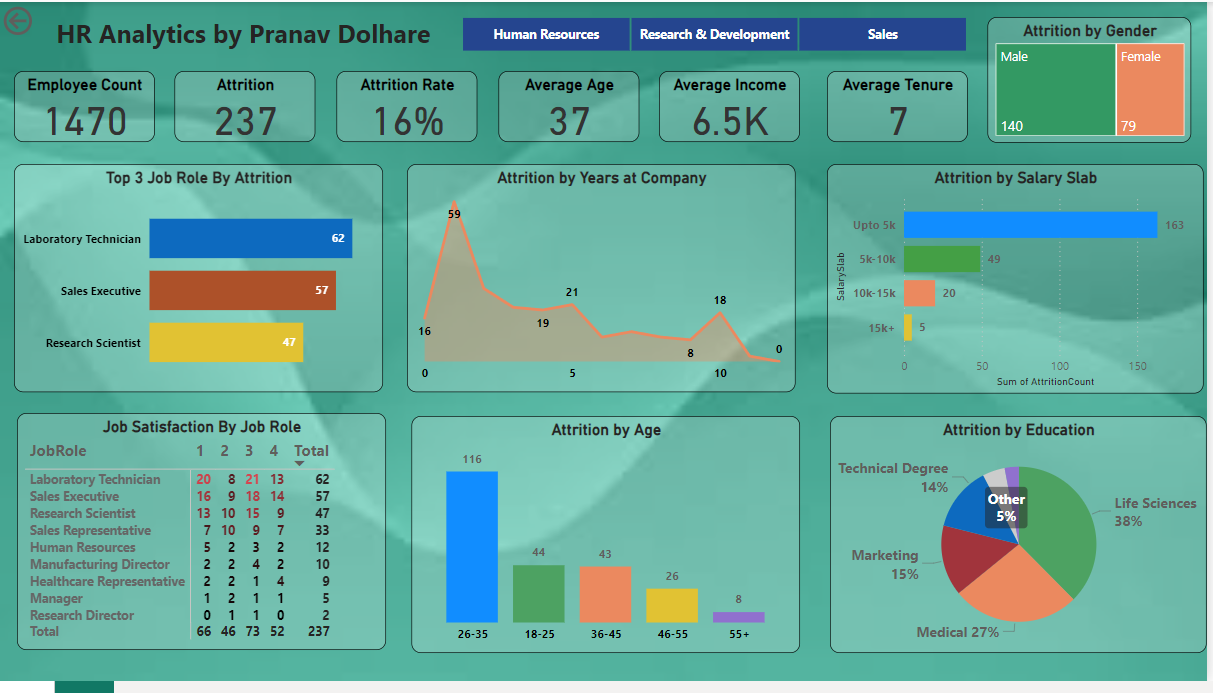 HR Analytics by Pranav Dolhare
Human Resources
Research & Development
Sales
Attrition by Gender
Male
Female
140
79
Employee Count
1470
Attrition
237
Attrition Rate
16%
Average Age
37
Average Income
6.5K
Average Tenure
7
Top 3 Job Role By Attrition
Laboratory Technician 62
Sales Executive 57
Research Scientist 47
Attrition by Years at Company
59
16
19
21
8
18
0
0 5 10
Attrition by Salary Slab
SalarySlab
Upto 5k 163
5k-10k 49
10k-15k 20
15k+ 5
0 50 100 150
Sum of AttritionCount
Job Satisfaction By Job Role
JobRole 1 2 3 4 Total
Laboratory Technician 20 8 21 13 62
Sales Executive 16 9 18 14 57
Research Scientist 13 10 15 9 47
Sales Representative 7 10 9 7 33
Human Resources 5 2 3 2 12
Manufacturing Director 2 2 4 2 10
Healthcare Representative 2 2 1 4 9
Manager 1 2 1 1 5
Research Director 0 1 1 0 2
Total 66 46 73 52 237
Attrition by Age
116
44
43
26
8
26-35 18-25 36-45 46-55 55+
Attrition by Education
Technical Degree
14%
Other
5%
Life Sciences
38%
Marketing
15%
Medical 27%